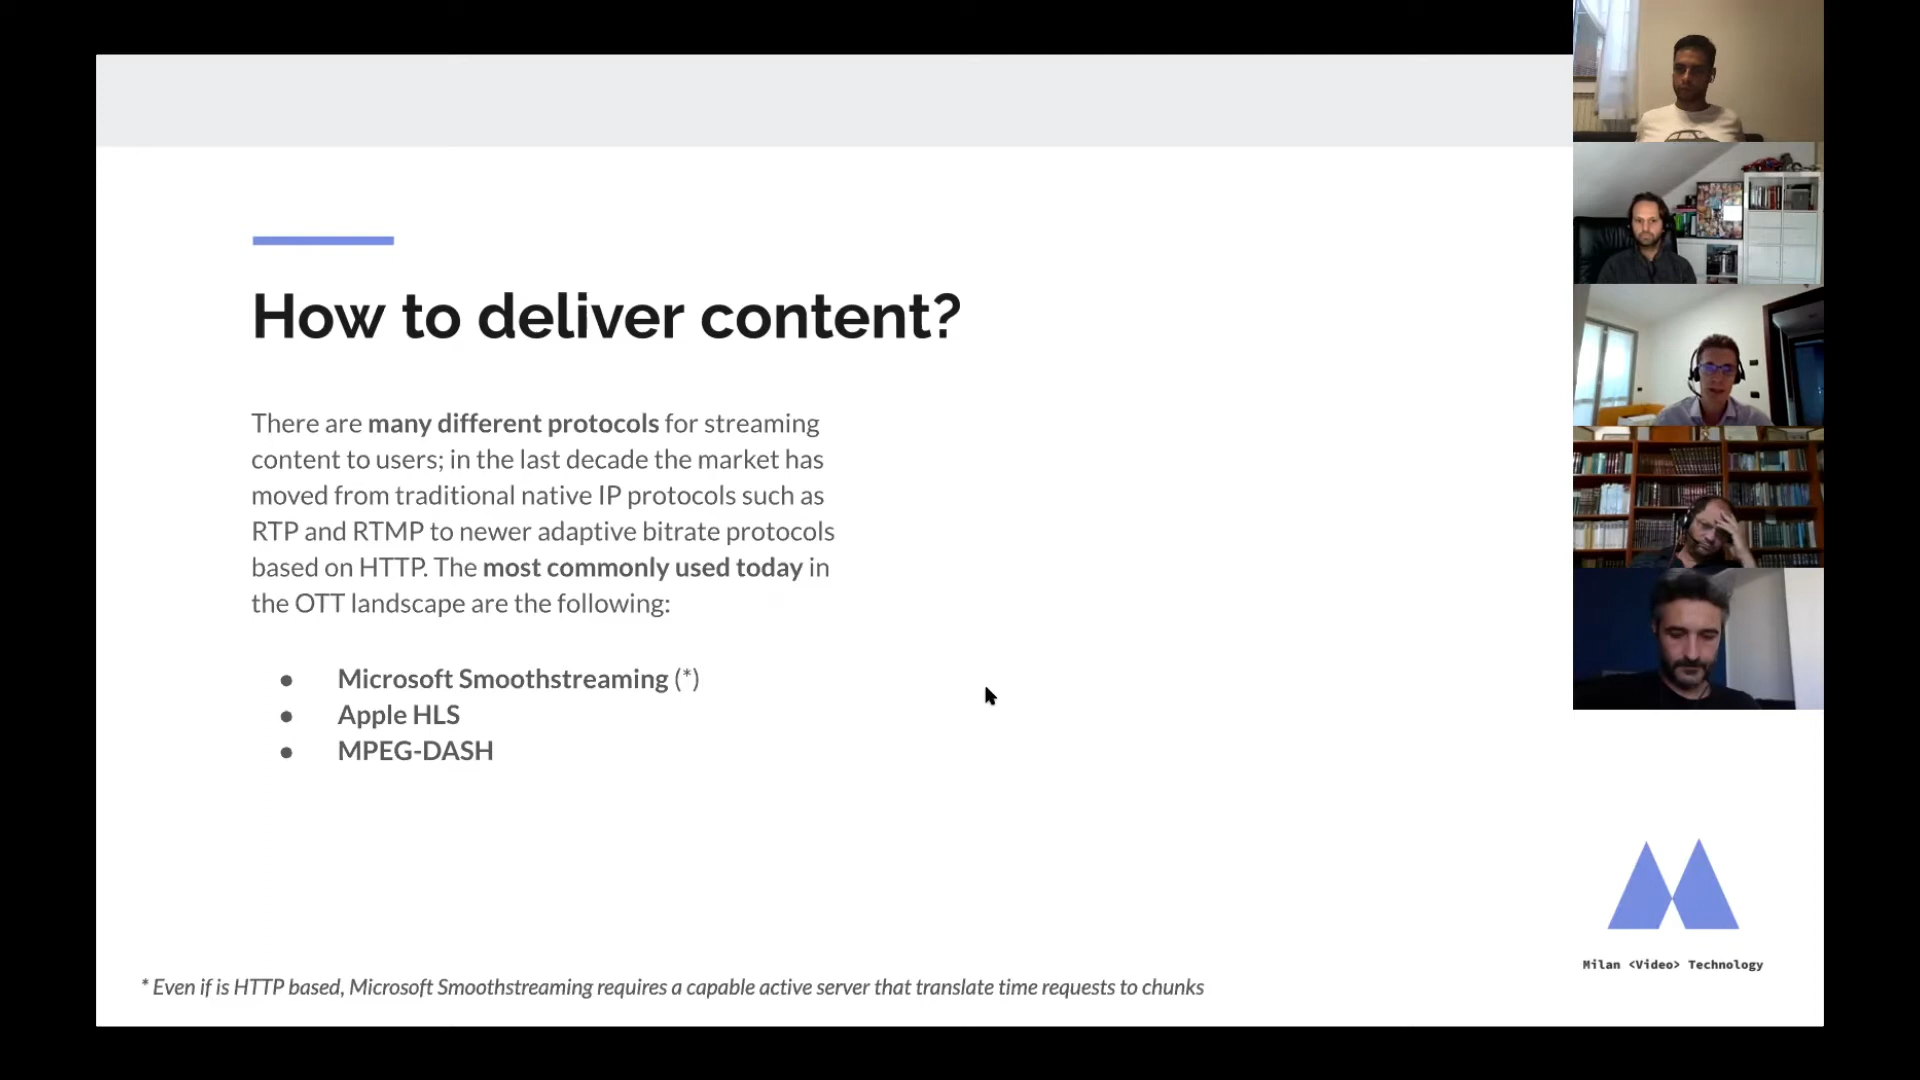 How to deliver content?
There are many different protocols for streaming
content to users; in the last decade the market has
moved from traditional native IP protocols such as
RTP and RTMP to newer adaptive bitrate protocols
based on HTTP. The most commonly used today in
the OTT landscape are the following:
● Microsoft Smoothstreaming (*)
● Apple HLS
● MPEG-DASH
Milan <Video> Technology
* Even if is HTTP based, Microsoft Smoothstreaming requires a capable active server that translate time requests to chunks